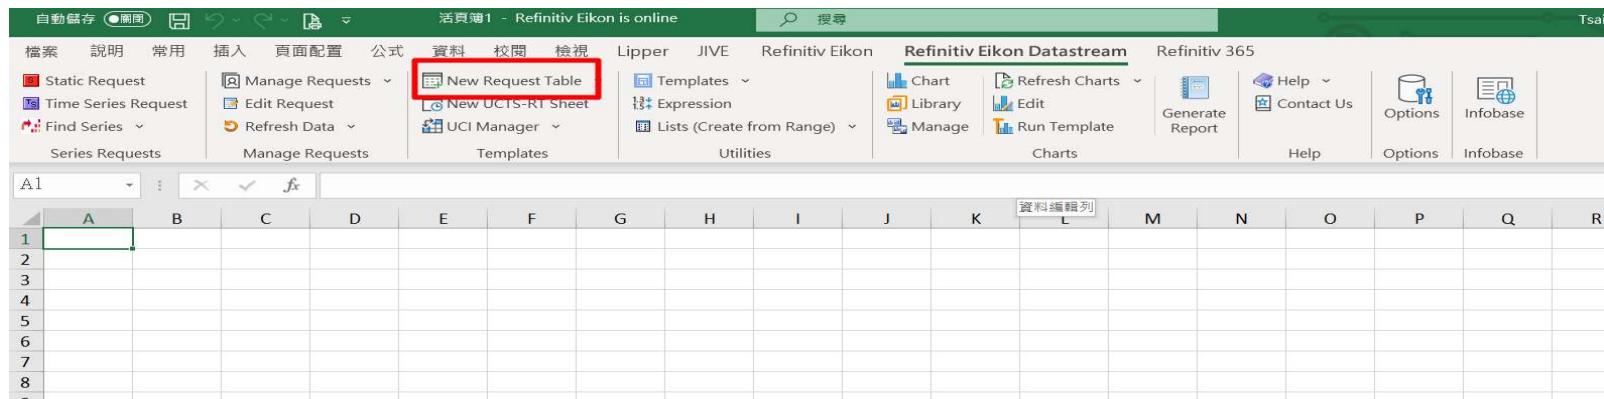 自動儲存 關閉 活頁簿1 - Refinitiv Eikon is online 搜尋 Tsai
檔案 說明 常用 插入 頁面配置 公式 資料 校閱 檢視 Lipper JIVE Refinitiv Eikon Refinitiv Eikon Datastream Refinitiv 365
Static Request Manage Requests New Request Table Templates Chart Refresh Charts Help
Time Series Request Edit Request New UCTS-RT Sheet Expression Library Edit Generate Report Contact Us Options Infobase
Find Series Refresh Data UCI Manager Lists (Create from Range) Manage Run Template
Series Requests Manage Requests Templates Utilities Charts Help Options Infobase
A1 fx
資料編輯列
A B C D E F G H I J K L M N O P Q R
1
2
3
4
5
6
7
8